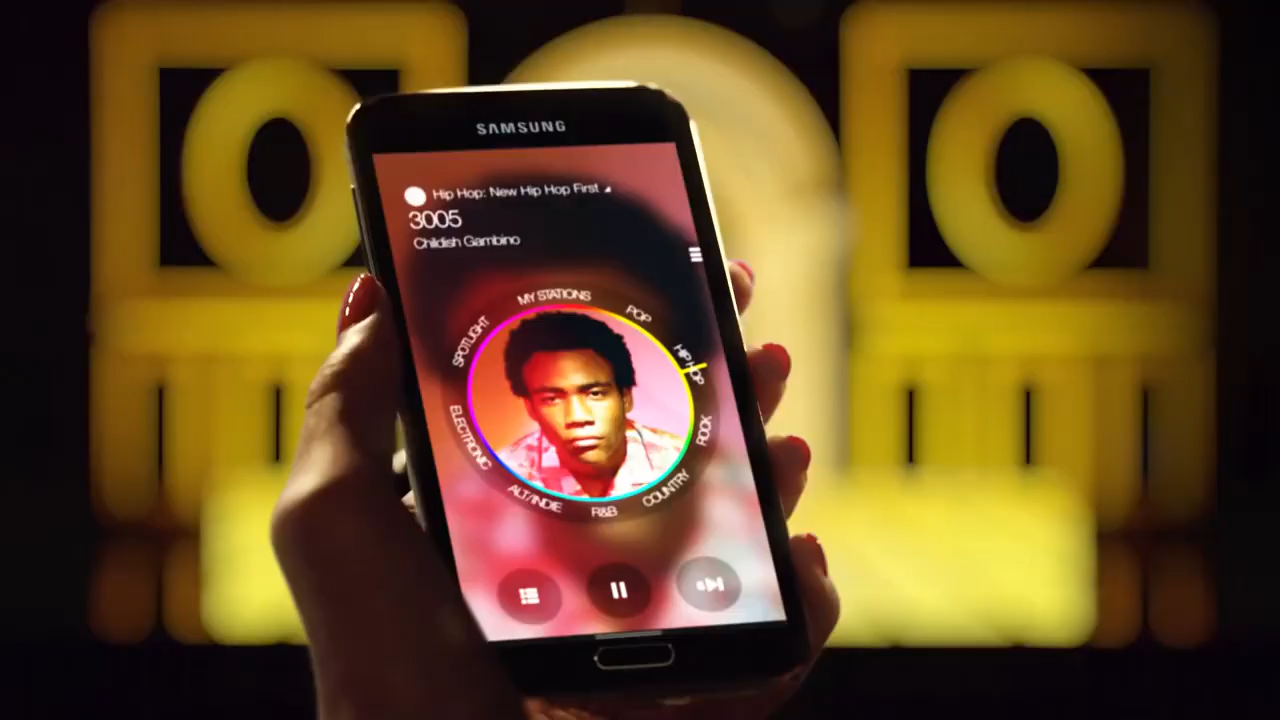 SAMSUNG
Hip Hop: New Hip Hop First
3005
Childish Gambino
MY STATIONS
POP
HIP HOP
ROCK
COUNTRY
R&B
ALT/INDIE
ELECTRONIC
SPOTLIGHT